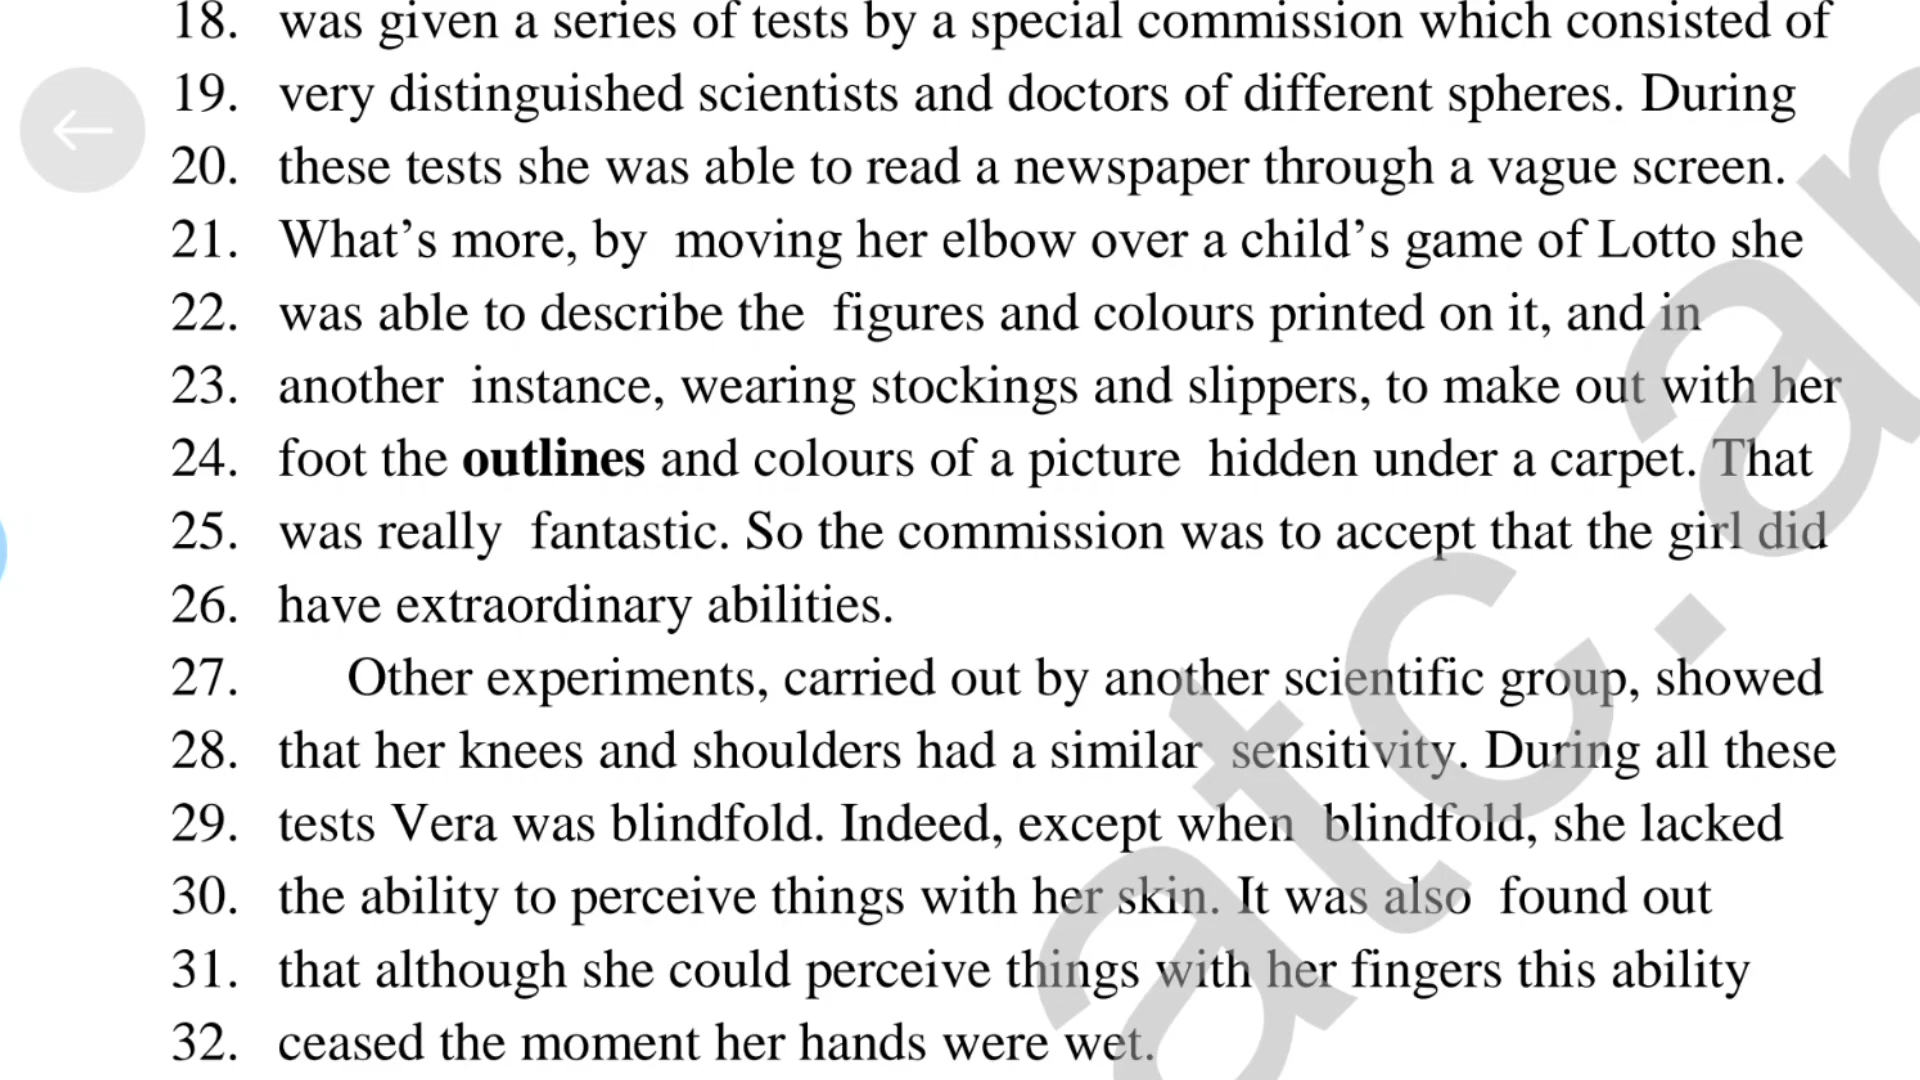 18. was given a series of tests by a special commission which consisted of
19. very distinguished scientists and doctors of different spheres. During
20. these tests she was able to read a newspaper through a vague screen.
21. What's more, by moving her elbow over a child's game of Lotto she
22. was able to describe the figures and colours printed on it, and in
23. another instance, wearing stockings and slippers, to make out with her
24. foot the outlines and colours of a picture hidden under a carpet. That
25. was really fantastic. So the commission was to accept that the girl did
26. have extraordinary abilities.
27. Other experiments, carried out by another scientific group, showed
28. that her knees and shoulders had a similar sensitivity. During all these
29. tests Vera was blindfold. Indeed, except when blindfold, she lacked
30. the ability to perceive things with her skin. It was also found out
31. that although she could perceive things with her fingers this ability
32. ceased the moment her hands were wet.
atc.a